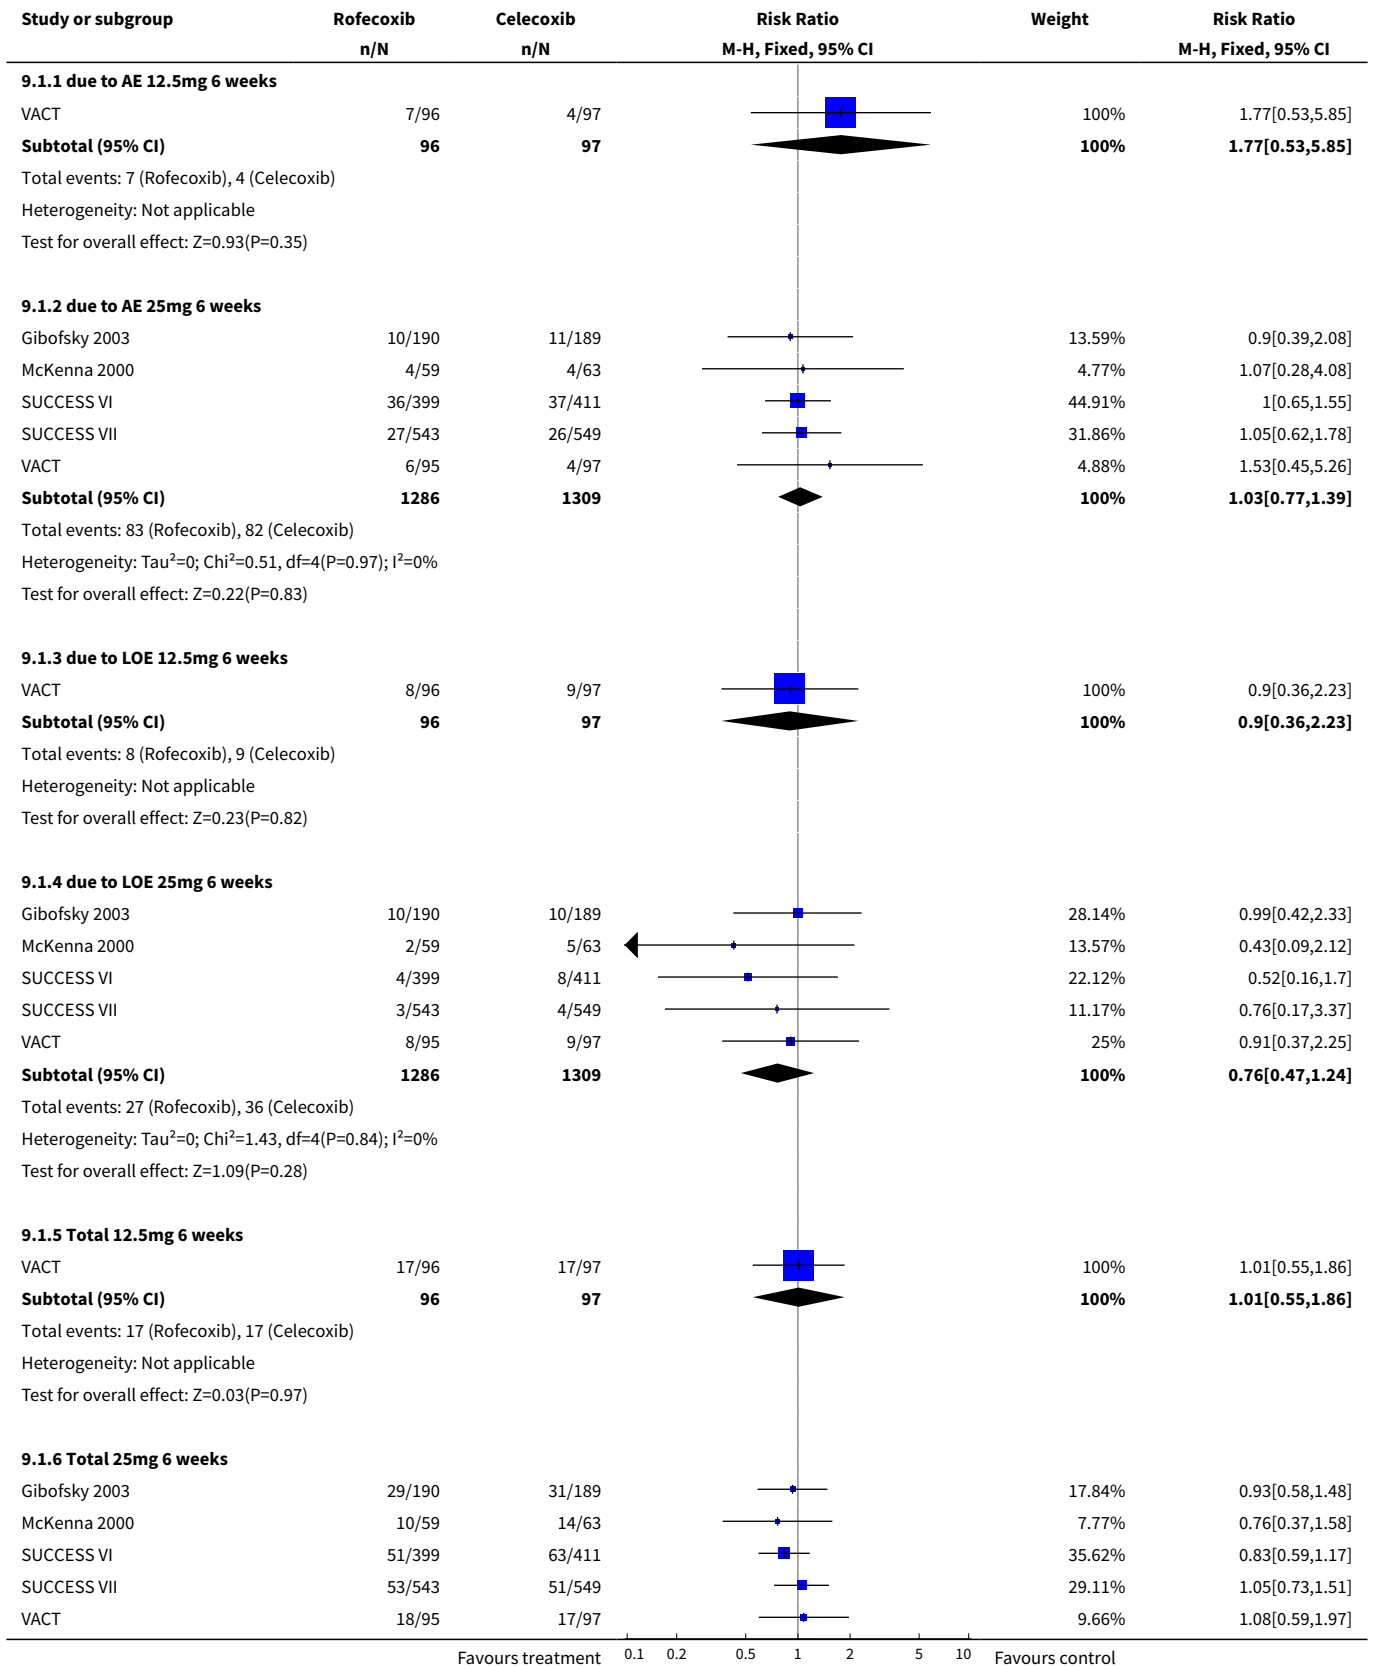 Study or subgroup Rofecoxib Celecoxib Risk Ratio Weight Risk Ratio
n/N n/N M-H, Fixed, 95% CI M-H, Fixed, 95% CI
9.1.1 due to AE 12.5mg 6 weeks
VACT 7/96 4/97 100% 1.77[0.53,5.85]
Subtotal (95% CI) 96 97 100% 1.77[0.53,5.85]
Total events: 7 (Rofecoxib), 4 (Celecoxib)
Heterogeneity: Not applicable
Test for overall effect: Z=0.93(P=0.35)
9.1.2 due to AE 25mg 6 weeks
Gibofsky 2003 10/190 11/189 13.59% 0.9[0.39,2.08]
McKenna 2000 4/59 4/63 4.77% 1.07[0.28,4.08]
SUCCESS VI 36/399 37/411 44.91% 1[0.65,1.55]
SUCCESS VII 27/543 26/549 31.86% 1.05[0.62,1.78]
VACT 6/95 4/97 4.88% 1.53[0.45,5.26]
Subtotal (95% CI) 1286 1309 100% 1.03[0.77,1.39]
Total events: 83 (Rofecoxib), 82 (Celecoxib)
Heterogeneity: Tau²=0; Chi²=0.51, df=4(P=0.97); I²=0%
Test for overall effect: Z=0.22(P=0.83)
9.1.3 due to LOE 12.5mg 6 weeks
VACT 8/96 9/97 100% 0.9[0.36,2.23]
Subtotal (95% CI) 96 97 100% 0.9[0.36,2.23]
Total events: 8 (Rofecoxib), 9 (Celecoxib)
Heterogeneity: Not applicable
Test for overall effect: Z=0.23(P=0.82)
9.1.4 due to LOE 25mg 6 weeks
Gibofsky 2003 10/190 10/189 28.14% 0.99[0.42,2.33]
McKenna 2000 2/59 5/63 13.57% 0.43[0.09,2.12]
SUCCESS VI 4/399 8/411 22.12% 0.52[0.16,1.7]
SUCCESS VII 3/543 4/549 11.17% 0.76[0.17,3.37]
VACT 8/95 9/97 25% 0.91[0.37,2.25]
Subtotal (95% CI) 1286 1309 100% 0.76[0.47,1.24]
Total events: 27 (Rofecoxib), 36 (Celecoxib)
Heterogeneity: Tau²=0; Chi²=1.43, df=4(P=0.84); I²=0%
Test for overall effect: Z=1.09(P=0.28)
9.1.5 Total 12.5mg 6 weeks
VACT 17/96 17/97 100% 1.01[0.55,1.86]
Subtotal (95% CI) 96 97 100% 1.01[0.55,1.86]
Total events: 17 (Rofecoxib), 17 (Celecoxib)
Heterogeneity: Not applicable
Test for overall effect: Z=0.03(P=0.97)
9.1.6 Total 25mg 6 weeks
Gibofsky 2003 29/190 31/189 17.84% 0.93[0.58,1.48]
McKenna 2000 10/59 14/63 7.77% 0.76[0.37,1.58]
SUCCESS VI 51/399 63/411 35.62% 0.83[0.59,1.17]
SUCCESS VII 53/543 51/549 29.11% 1.05[0.73,1.51]
VACT 18/95 17/97 9.66% 1.08[0.59,1.97]
Favours treatment 0.1 0.2 0.5 1 2 5 10 Favours control